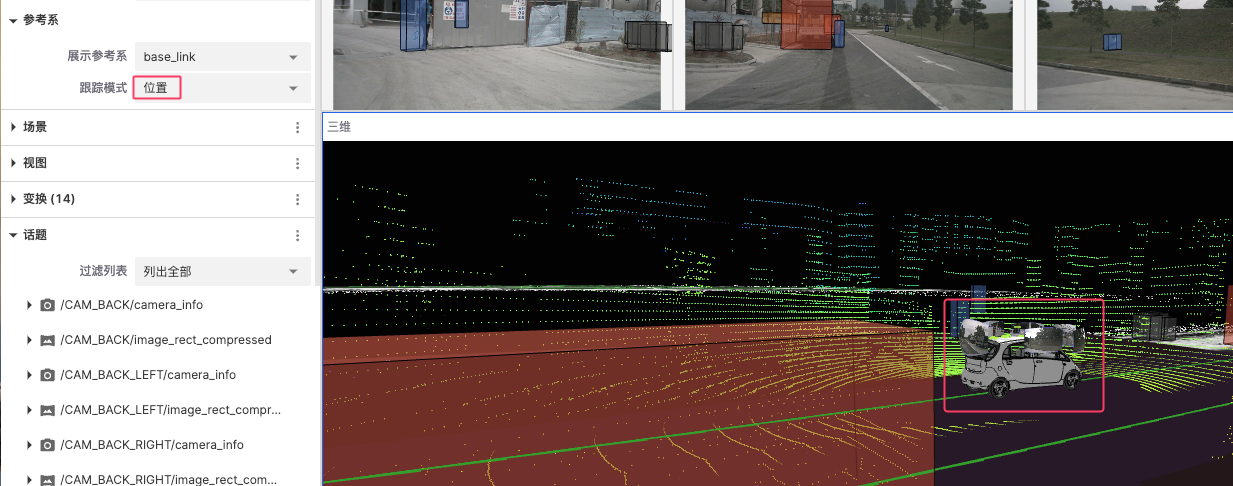 参考系
展示参考系 base_link
跟踪模式 位置
场景
视图
变换 (14)
话题
过滤列表 列出全部
/CAM_BACK/camera_info
/CAM_BACK/image_rect_compressed
/CAM_BACK_LEFT/camera_info
/CAM_BACK_LEFT/image_rect_compr...
/CAM_BACK_RIGHT/camera_info
/CAM_BACK_RIGHT/image_rect_com...
三维